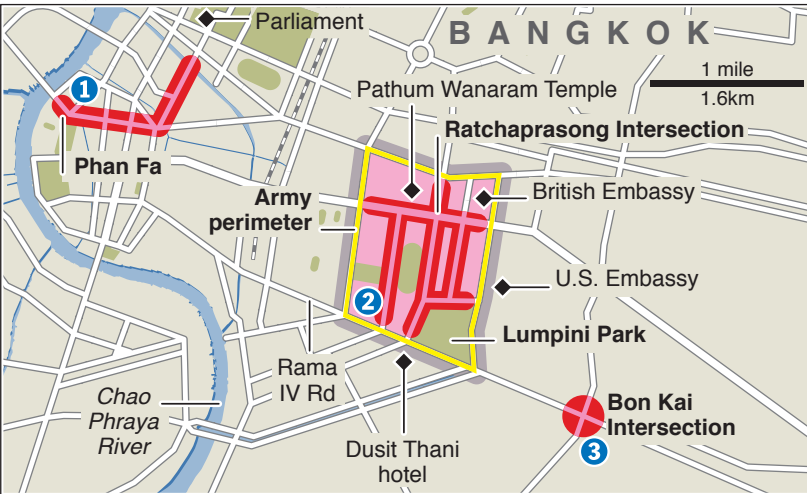 Parliament
BANGKOK
1 mile
1.6km
1
Pathum Wanaram Temple
Ratchaprasong Intersection
Phan Fa
Army
perimeter
British Embassy
U.S. Embassy
2
Lumpini Park
Rama
IV Rd
Chao
Phraya
River
Bon Kai
Intersection
3
Dusit Thani
hotel